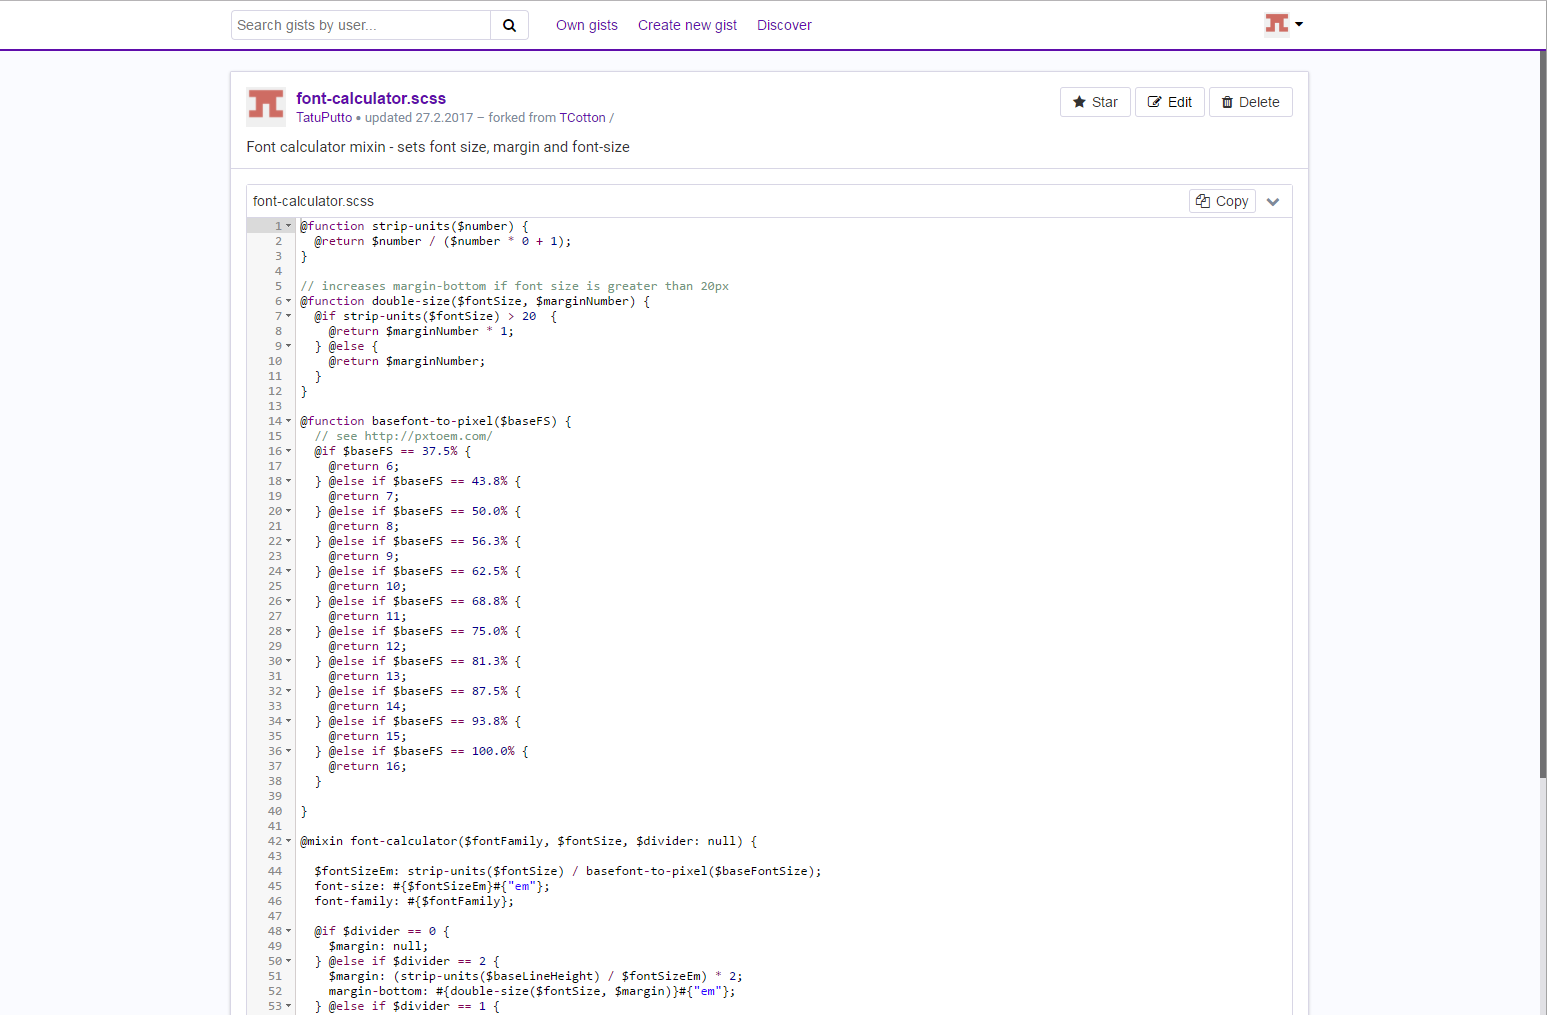 Search gists by user...
Own gists
Create new gist
Discover
font-calculator.scss
TatuPutto • updated 27.2.2017 – forked from TCotton /
Star
Edit
Delete
Font calculator mixin - sets font size, margin and font-size
font-calculator.scss
Copy
1 @function strip-units($number) {
2   @return $number / ($number * 0 + 1);
3 }
4
5 // increases margin-bottom if font size is greater than 20px
6 @function double-size($fontSize, $marginNumber) {
7   @if strip-units($fontSize) > 20  {
8     @return $marginNumber * 1;
9   } @else {
10     @return $marginNumber;
11   }
12 }
13
14 @function basefont-to-pixel($baseFS) {
15   // see http://pxtoem.com/
16   @if $baseFS == 37.5% {
17     @return 6;
18   } @else if $baseFS == 43.8% {
19     @return 7;
20   } @else if $baseFS == 50.0% {
21     @return 8;
22   } @else if $baseFS == 56.3% {
23     @return 9;
24   } @else if $baseFS == 62.5% {
25     @return 10;
26   } @else if $baseFS == 68.8% {
27     @return 11;
28   } @else if $baseFS == 75.0% {
29     @return 12;
30   } @else if $baseFS == 81.3% {
31     @return 13;
32   } @else if $baseFS == 87.5% {
33     @return 14;
34   } @else if $baseFS == 93.8% {
35     @return 15;
36   } @else if $baseFS == 100.0% {
37     @return 16;
38   }
39
40 }
41
42 @mixin font-calculator($fontFamily, $fontSize, $divider: null) {
43
44   $fontSizeEm: strip-units($fontSize) / basefont-to-pixel($baseFontSize);
45   font-size: #{$fontSizeEm}#{"em"};
46   font-family: #{$fontFamily};
47
48   @if $divider == 0 {
49     $margin: null;
50   } @else if $divider == 2 {
51     $margin: (strip-units($baseLineHeight) / $fontSizeEm) * 2;
52     margin-bottom: #{double-size($fontSize, $margin)}#{"em"};
53   } @else if $divider == 1 {